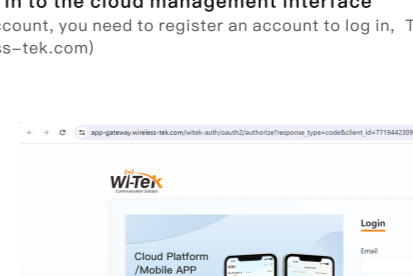 in to the cloud management interface
account, you need to register an account to log in,
ss-tek.com)
app-gateway.wireless-tek.com/witek-auth/oauth2/authorize?response_type=code&client_id=7719442309
Wi-Tek
Communication Solution
Login
Email
Cloud Platform
/Mobile APP